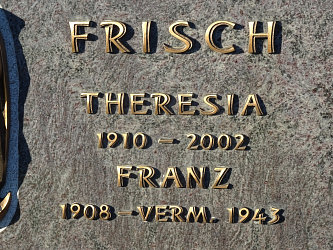 FRISCH
THERESIA
1910 – 2002
FRANZ
1908 – VERM. 1943